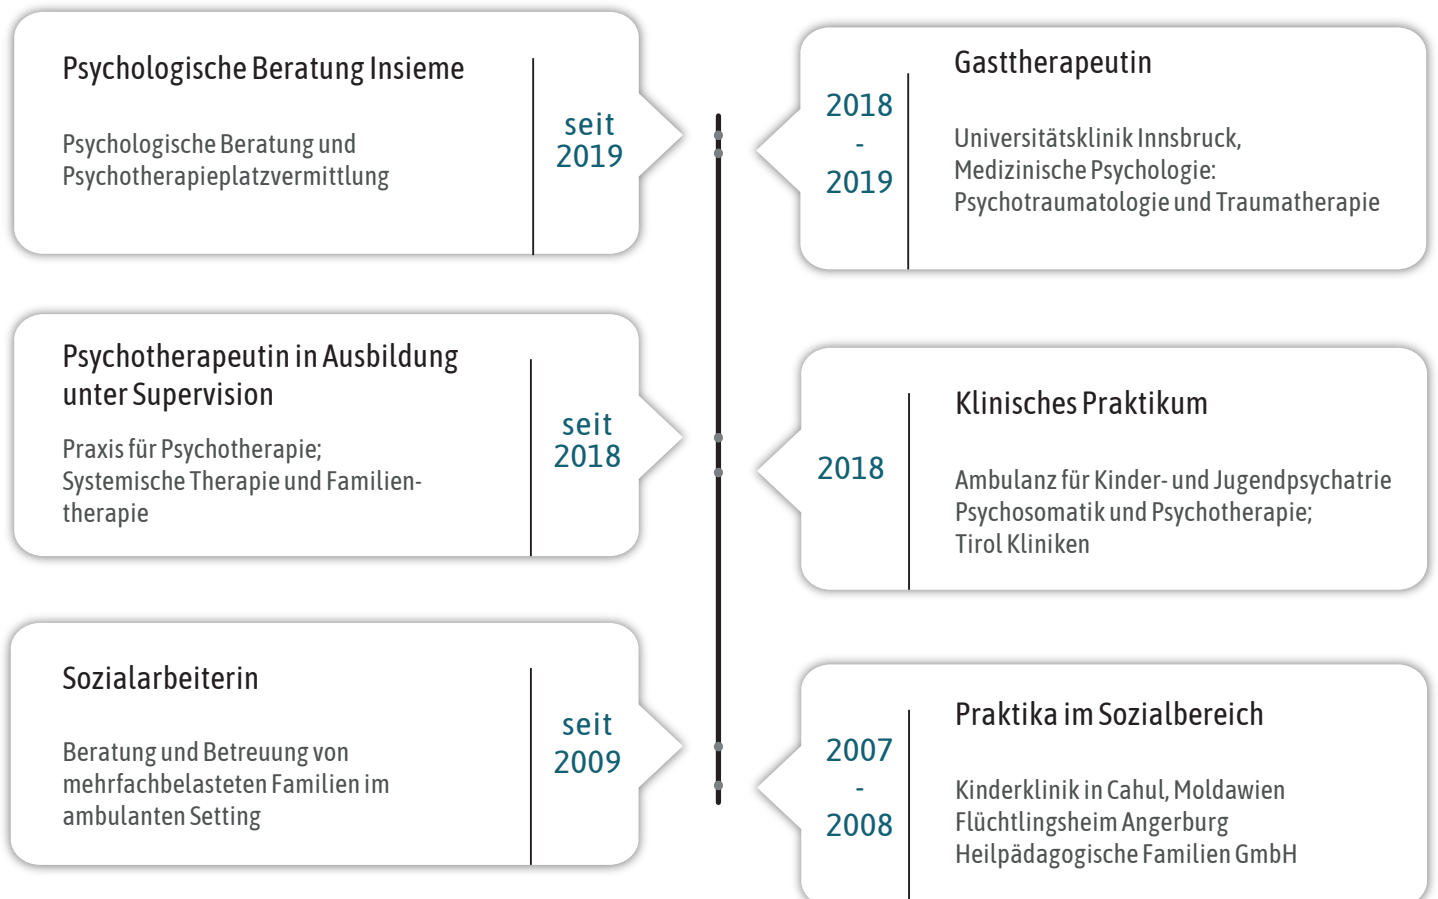 Psychologische Beratung Insieme
Psychologische Beratung und
Psychotherapieplatzvermittlung
seit
2019
Gasttherapeutin
2018
-
2019
Universitätsklinik Innsbruck,
Medizinische Psychologie:
Psychotraumatologie und Traumatherapie
Psychotherapeutin in Ausbildung
unter Supervision
Praxis für Psychotherapie;
Systemische Therapie und Familien-
therapie
seit
2018
Klinisches Praktikum
2018
Ambulanz für Kinder- und Jugendpsychatrie
Psychosomatik und Psychotherapie;
Tirol Kliniken
Sozialarbeiterin
Beratung und Betreuung von
mehrfachbelasteten Familien im
ambulanten Setting
seit
2009
Praktika im Sozialbereich
2007
-
2008
Kinderklinik in Cahul, Moldawien
Flüchtlingsheim Angerburg
Heilpädagogische Familien GmbH